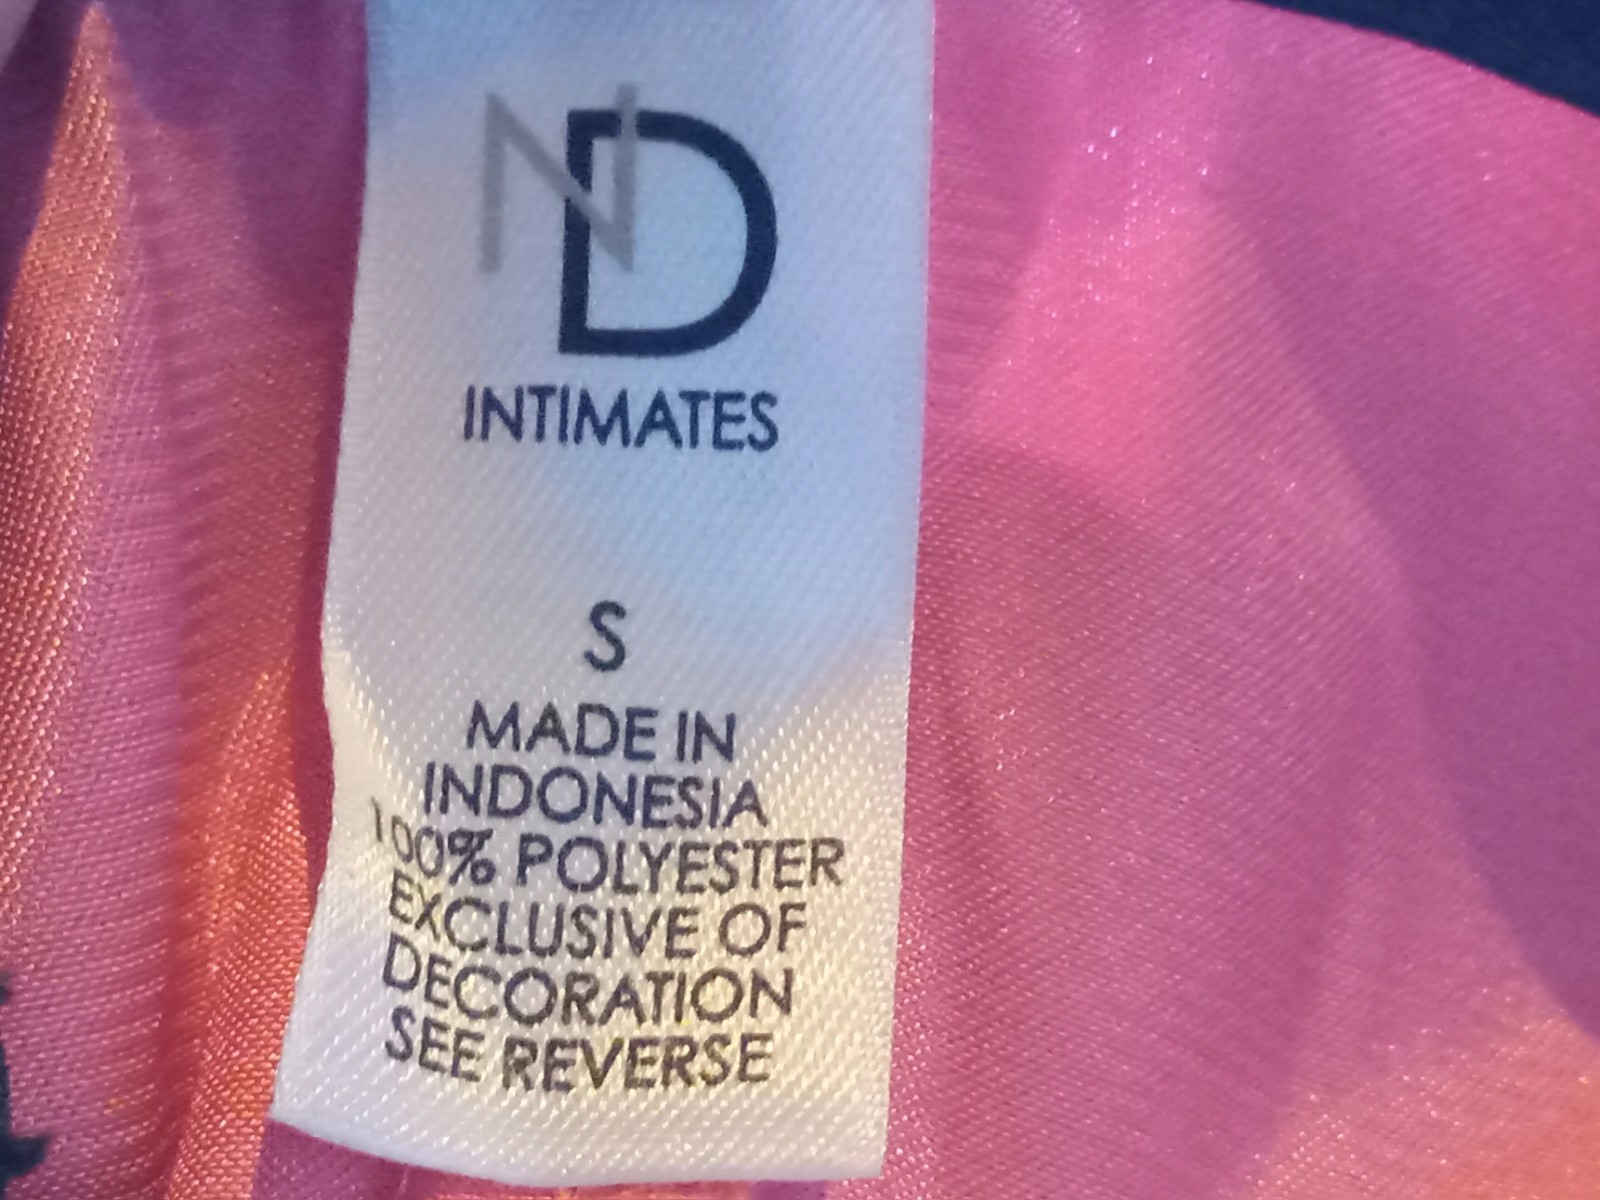 ND
INTIMATES
S
MADE IN
INDONESIA
100% POLYESTER
EXCLUSIVE OF
DECORATION
SEE REVERSE